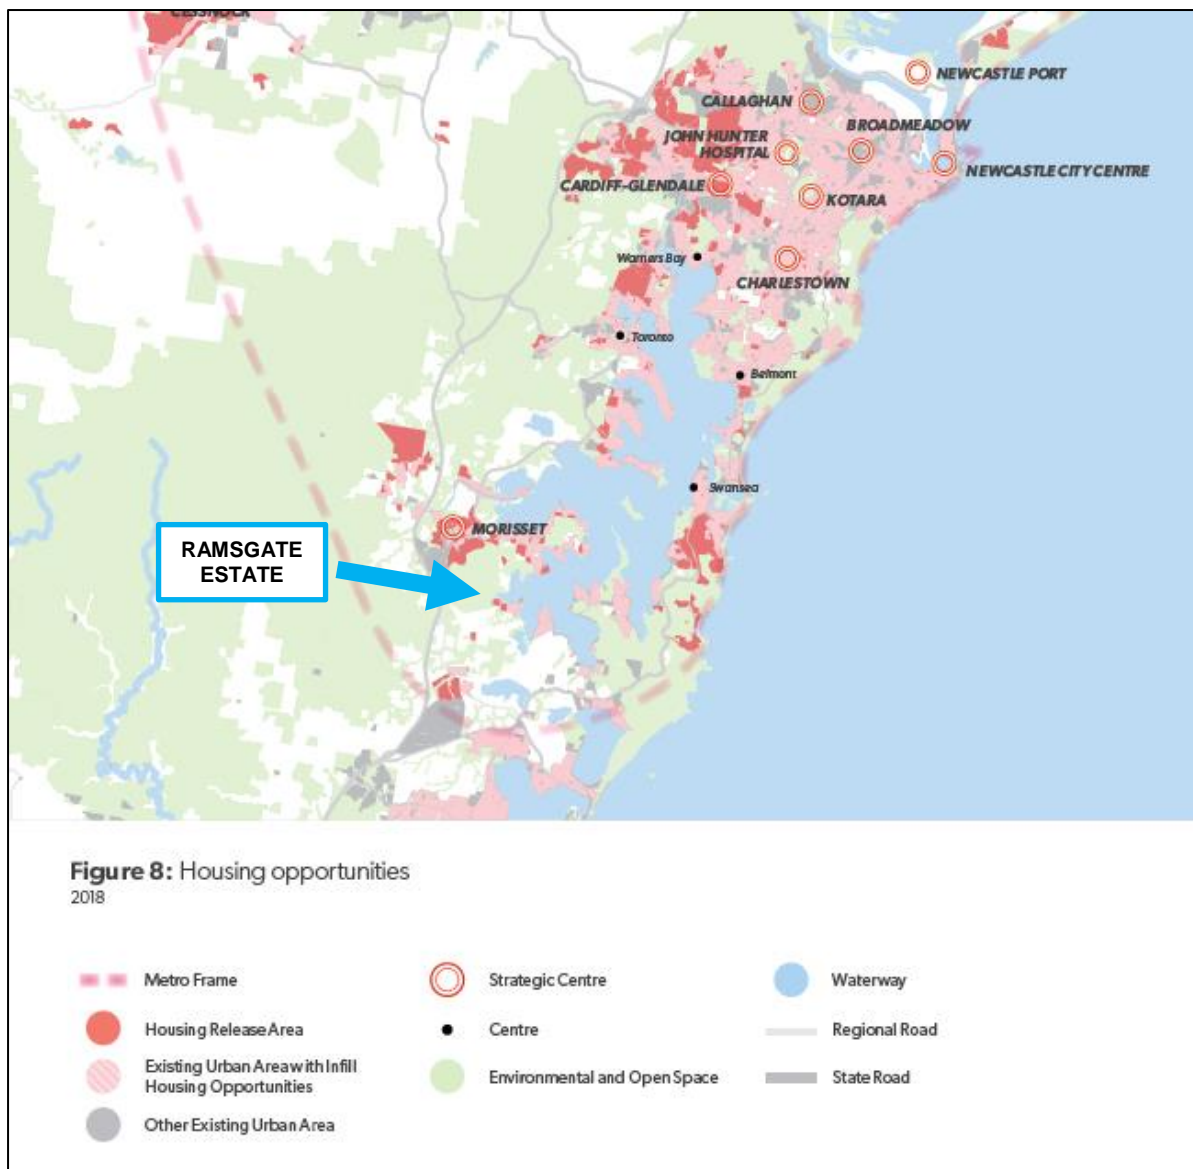 CESSNOCK
NEWCASTLE PORT
CALLAGHAN
BROADMEADOW
JOHN HUNTER
HOSPITAL
NEWCASTLE CITY CENTRE
CARDIFF-GLENDALE
KOTARA
Warners Bay
CHARLESTOWN
Toronto
Belmont
Swansea
MORISSET
RAMSGATE
ESTATE
Figure 8: Housing opportunities
2018
Metro Frame
Strategic Centre
Waterway
Housing Release Area
Centre
Regional Road
Existing Urban Area with Infill
Housing Opportunities
Environmental and Open Space
State Road
Other Existing Urban Area